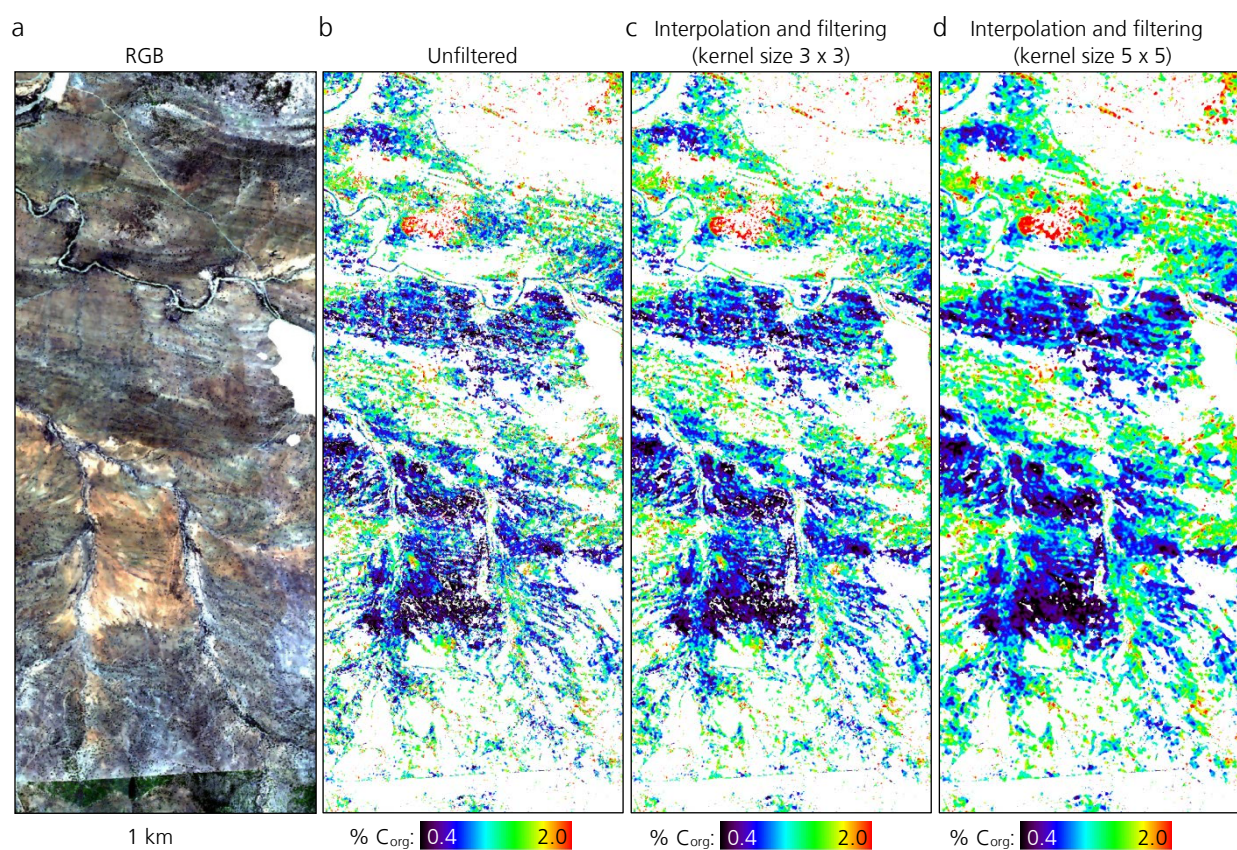 a
RGB
b
Unfiltered
c Interpolation and filtering
(kernel size 3 x 3)
d Interpolation and filtering
(kernel size 5 x 5)
1 km
% Corg: 0.4 2.0
% Corg: 0.4 2.0
% Corg: 0.4 2.0